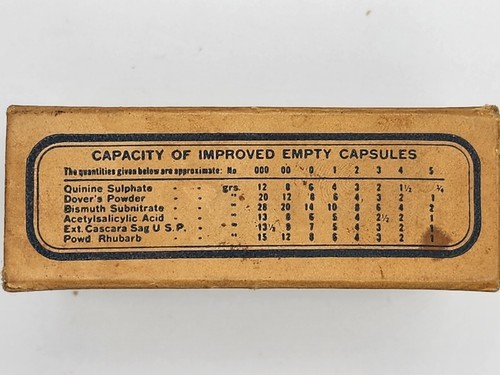 CAPACITY OF IMPROVED EMPTY CAPSULES
The quantities given below are approximate: No 000 00 0 1 2 3 4 5
Quinine Sulphate - - grs. 12 8 6 4 3 2 1½ ¼
Dover's Powder - - " 20 12 8 6 4 3 2 1
Bismuth Subnitrate - " 28 20 14 10 8 6 4 2
Acetylsalicylic Acid - " 13 8 6 5 4 2½ 2 1
Ext. Cascara Sag U S P. - " 13½ 9 7 5 4 3 2 1
Powd Rhubarb - - " 15 12 8 6 4 3 2 1